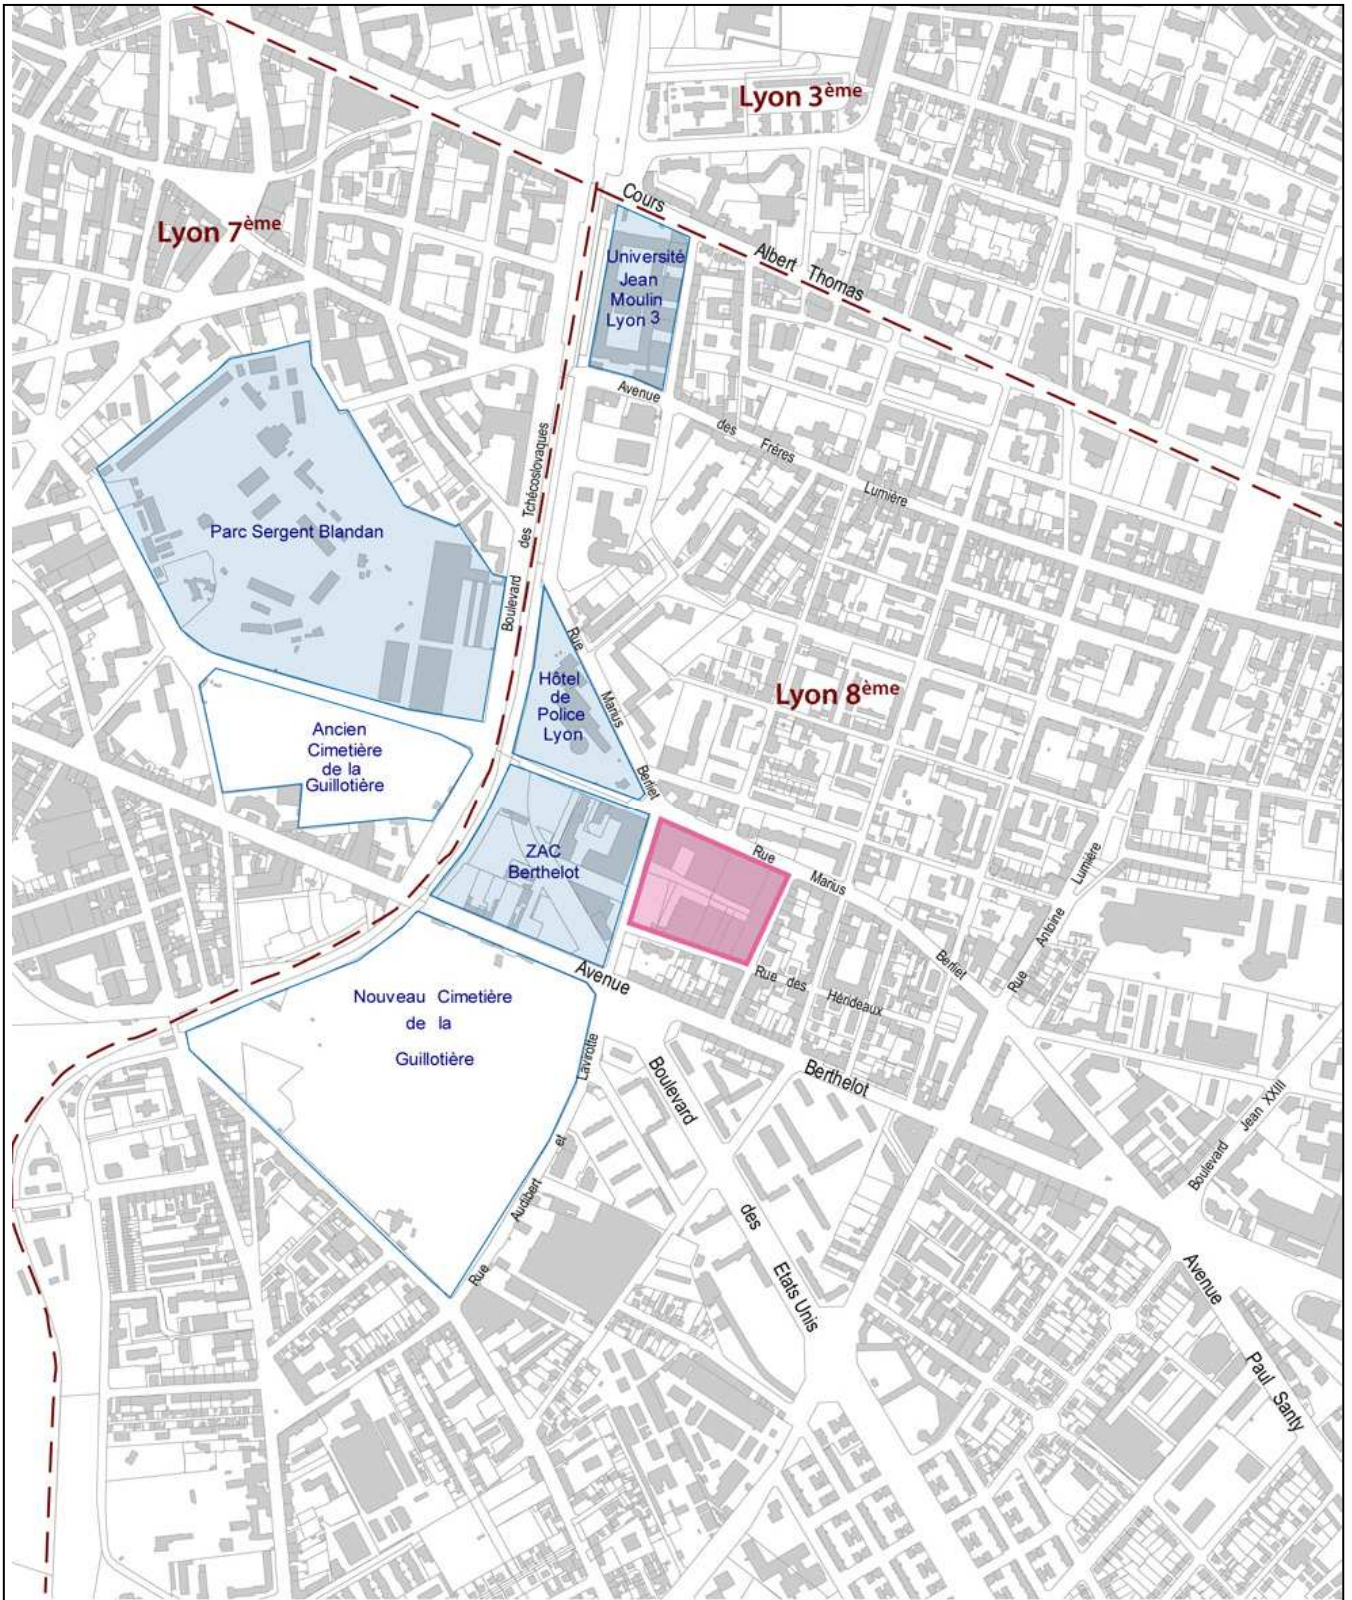 Lyon 3ème
Cours
Albert Thomas
Lyon 7ème
Université
Jean
Moulin
Lyon 3
Avenue
des
Fréres
Lumière
Boulevard des Tchécoslovaques
Parc Sergent Blandan
Rue
Marius
Berliet
Hôtel
de
Police
Lyon
Lyon 8ème
Ancien
Cimetière
de la
Guillotière
ZAC
Berthelot
Rue
Marius
Berliet
Rue Antoine Lumière
Rue des Hérideaux
Avenue
Berthelot
Nouveau Cimetière
de la
Guillotière
Rue Audibert et Lavirotte
Boulevard
des
Etats Unis
Boulevard Jean XXIII
Avenue
Paul Santy